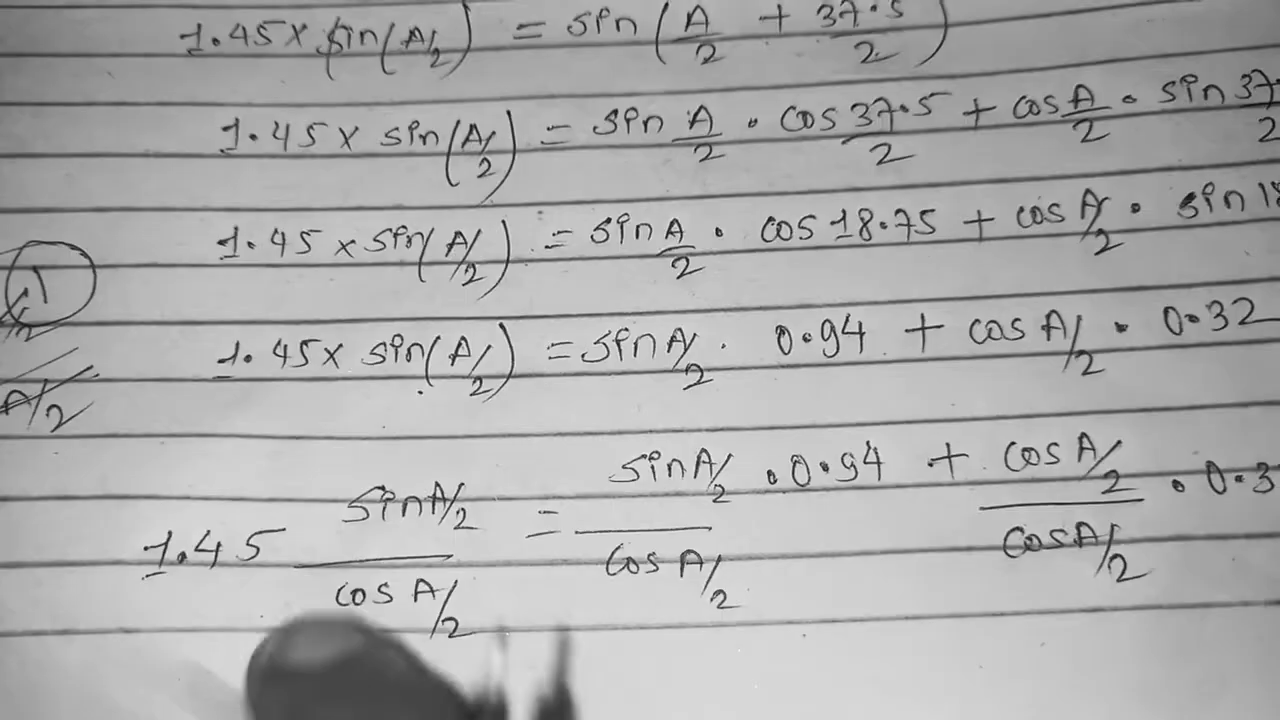 1.45 × sin(A/2) = sin(A/2 + 37.5/2)
1.45 × sin(A/2) = sin A/2 . cos 37.5/2 + cos A/2 . sin 37/2
1.45 × sin(A/2) = sin A/2 . cos 18.75 + cos A/2 . sin 18
1.45 × sin(A/2) = sin A/2 . 0.94 + cos A/2 . 0.32
A/2
1.45 sin A/2 / cos A/2 = sin A/2 / cos A/2 . 0.94 + cos A/2 / cos A/2 . 0.3